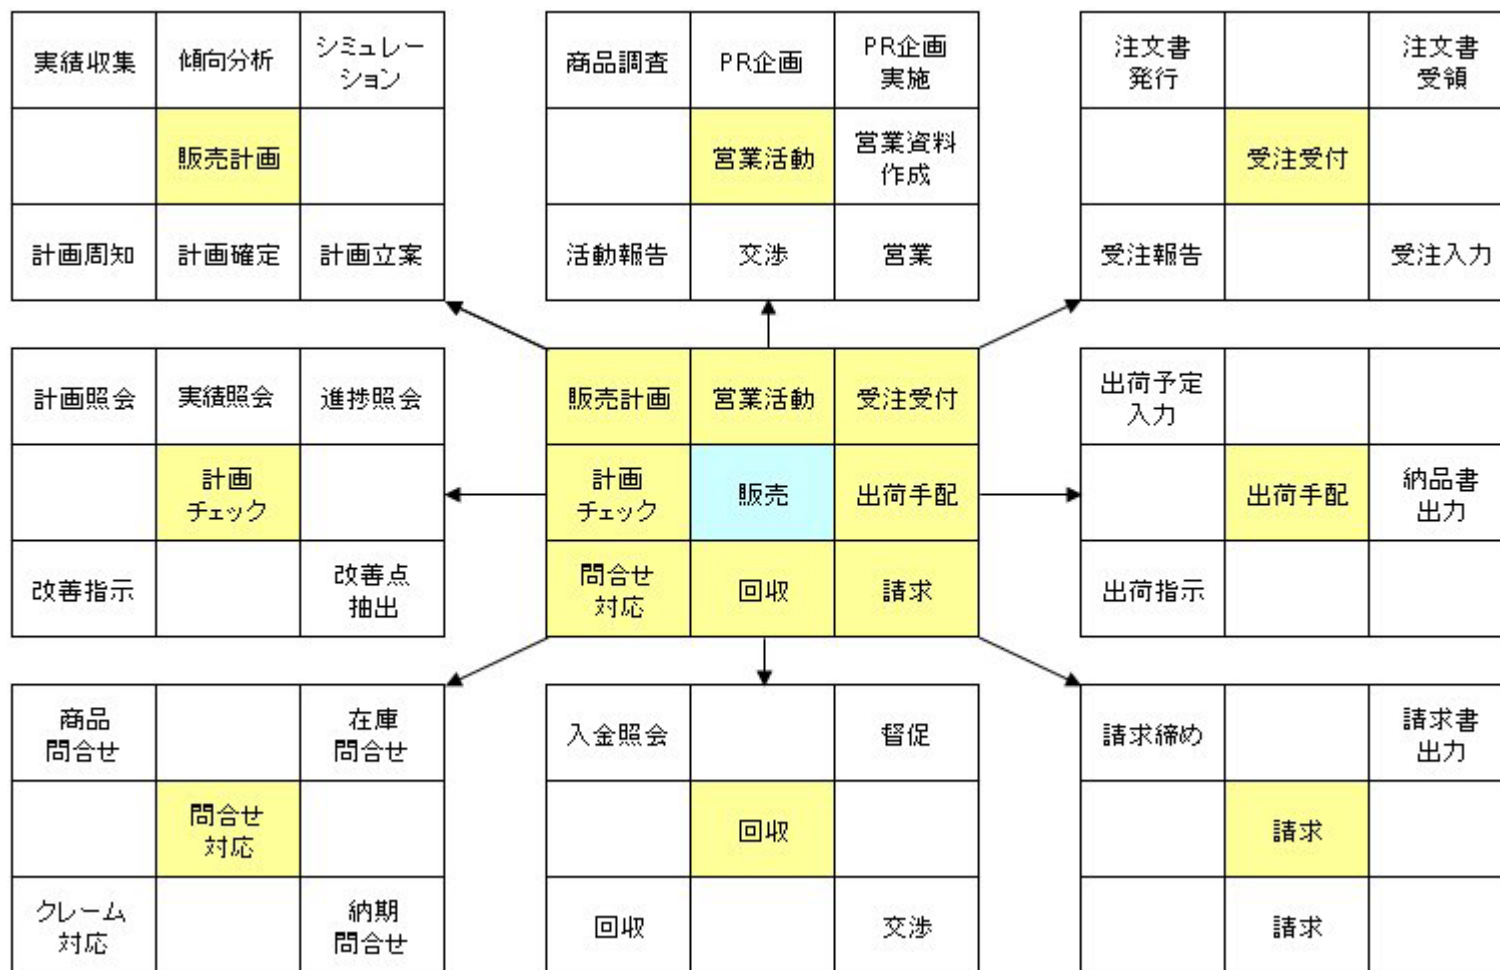 実績収集
傾向分析
シミュレー
ション
販売計画
計画周知
計画確定
計画立案
商品調査
PR企画
PR企画
実施
営業活動
営業資料
作成
活動報告
交渉
営業
注文書
発行
注文書
受領
受注受付
受注報告
受注入力
計画照会
実績照会
進捗照会
計画
チェック
改善指示
改善点
抽出
販売計画
営業活動
受注受付
計画
チェック
販売
出荷手配
問合せ
対応
回収
請求
出荷予定
入力
出荷手配
納品書
出力
出荷指示
商品
問合せ
在庫
問合せ
問合せ
対応
クレーム
対応
納期
問合せ
入金照会
督促
回収
回収
交渉
請求締め
請求書
出力
請求
請求